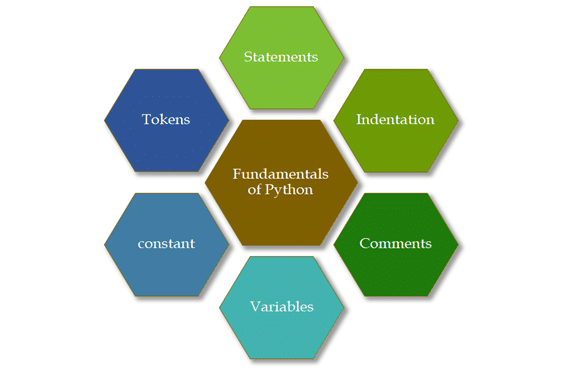 Statements
Tokens
Indentation
Fundamentals
of Python
constant
Comments
Variables